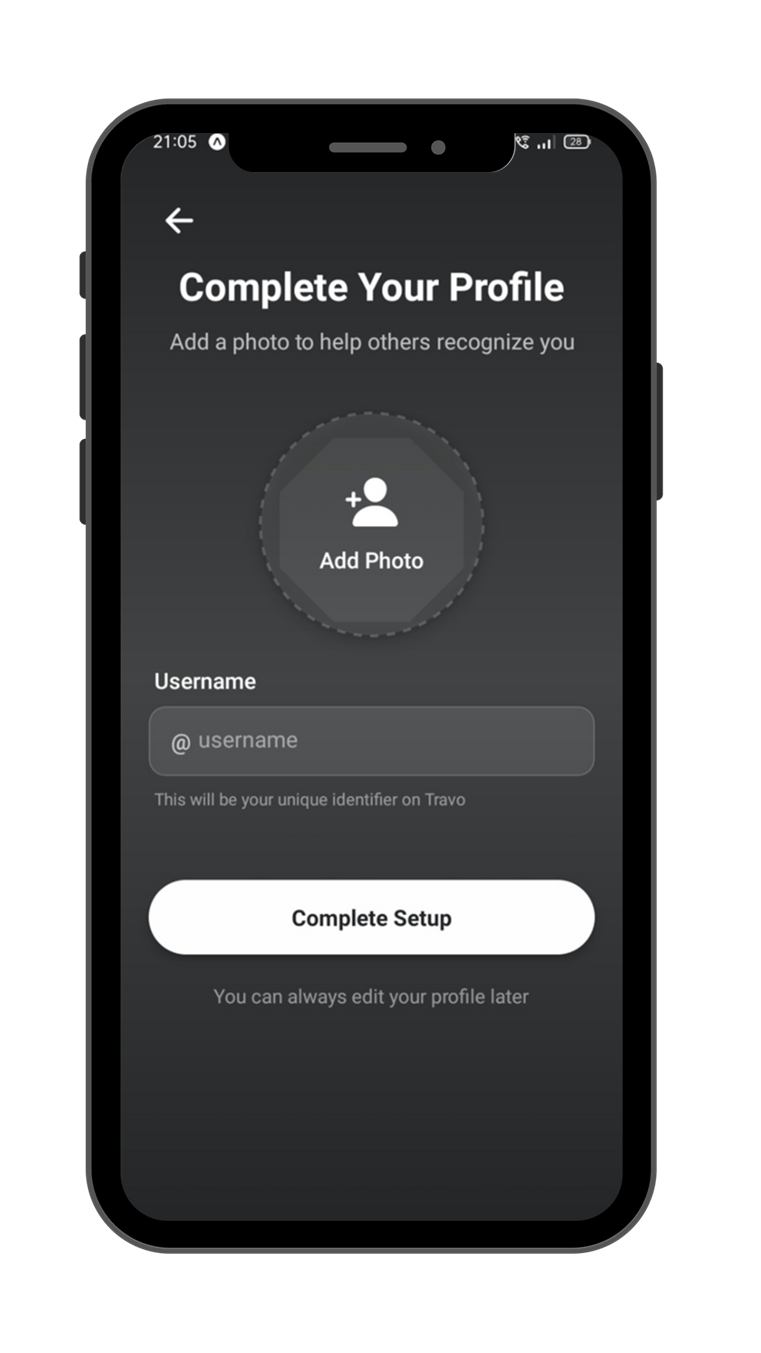 21:05 28
Complete Your Profile
Add a photo to help others recognize you
Add Photo
Username
@ username
This will be your unique identifier on Travo
Complete Setup
You can always edit your profile later